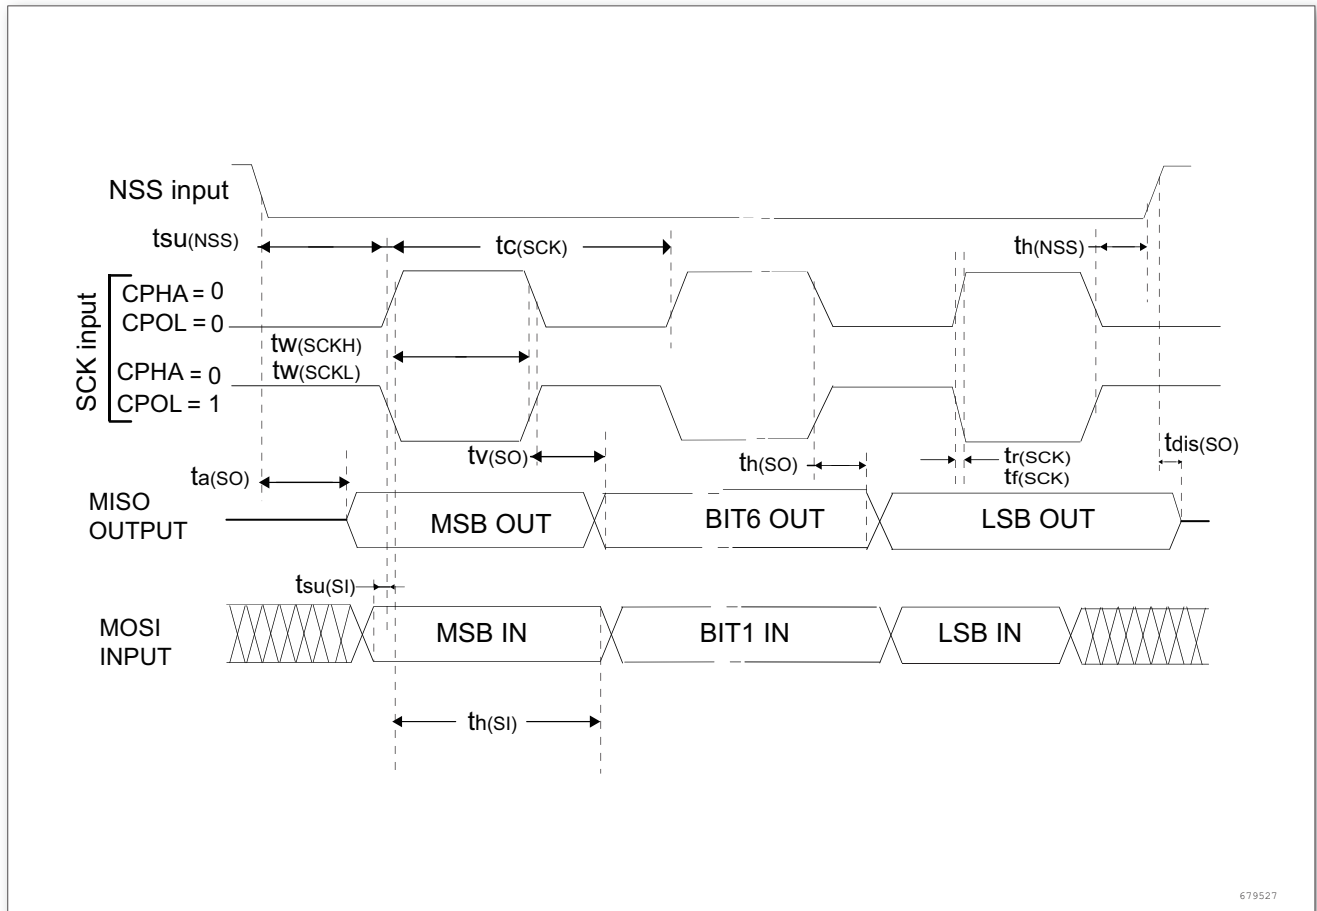 NSS input
tsu(NSS)
tc(SCK)
th(NSS)
SCK input
CPHA = 0
CPOL = 0
tw(SCKH)
tw(SCKL)
CPHA = 0
CPOL = 1
tv(SO)
th(SO)
tr(SCK)
tf(SCK)
tdis(SO)
ta(SO)
MISO
OUTPUT
MSB OUT
BIT6 OUT
LSB OUT
tsu(SI)
MOSI
INPUT
MSB IN
BIT1 IN
LSB IN
th(SI)
679527